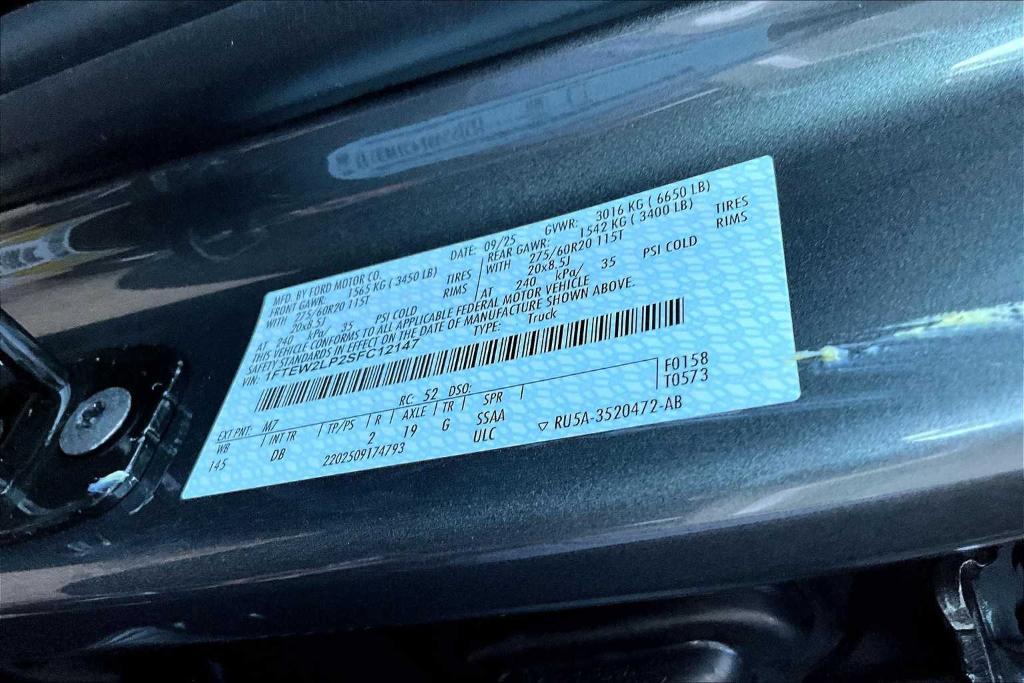 MFD. BY FORD MOTOR CO. DATE: 09/25 GVWR: 3016 KG ( 6650 LB)
FRONT GAWR: 1565 KG ( 3450 LB) REAR GAWR: 1542 KG ( 3400 LB)
WITH 275/60R20 115T TIRES WITH 275/60R20 115T TIRES
20x8.5J RIMS 20x8.5J RIMS
AT 240 kPa/ 35 PSI COLD AT 240 kPa/ 35 PSI COLD
THIS VEHICLE CONFORMS TO ALL APPLICABLE FEDERAL MOTOR VEHICLE
SAFETY STANDARDS IN EFFECT ON THE DATE OF MANUFACTURE SHOWN ABOVE.
VIN: 1FTEW2LP2SFC12147 TYPE: Truck
EXT PNT: M7 RC: 52 DSO: F0158
WB INT TR TP/PS R AXLE TR SPR T0573
145 DB 2 19 G SSAA
2202509174793 ULC ▽ RU5A-3520472-AB